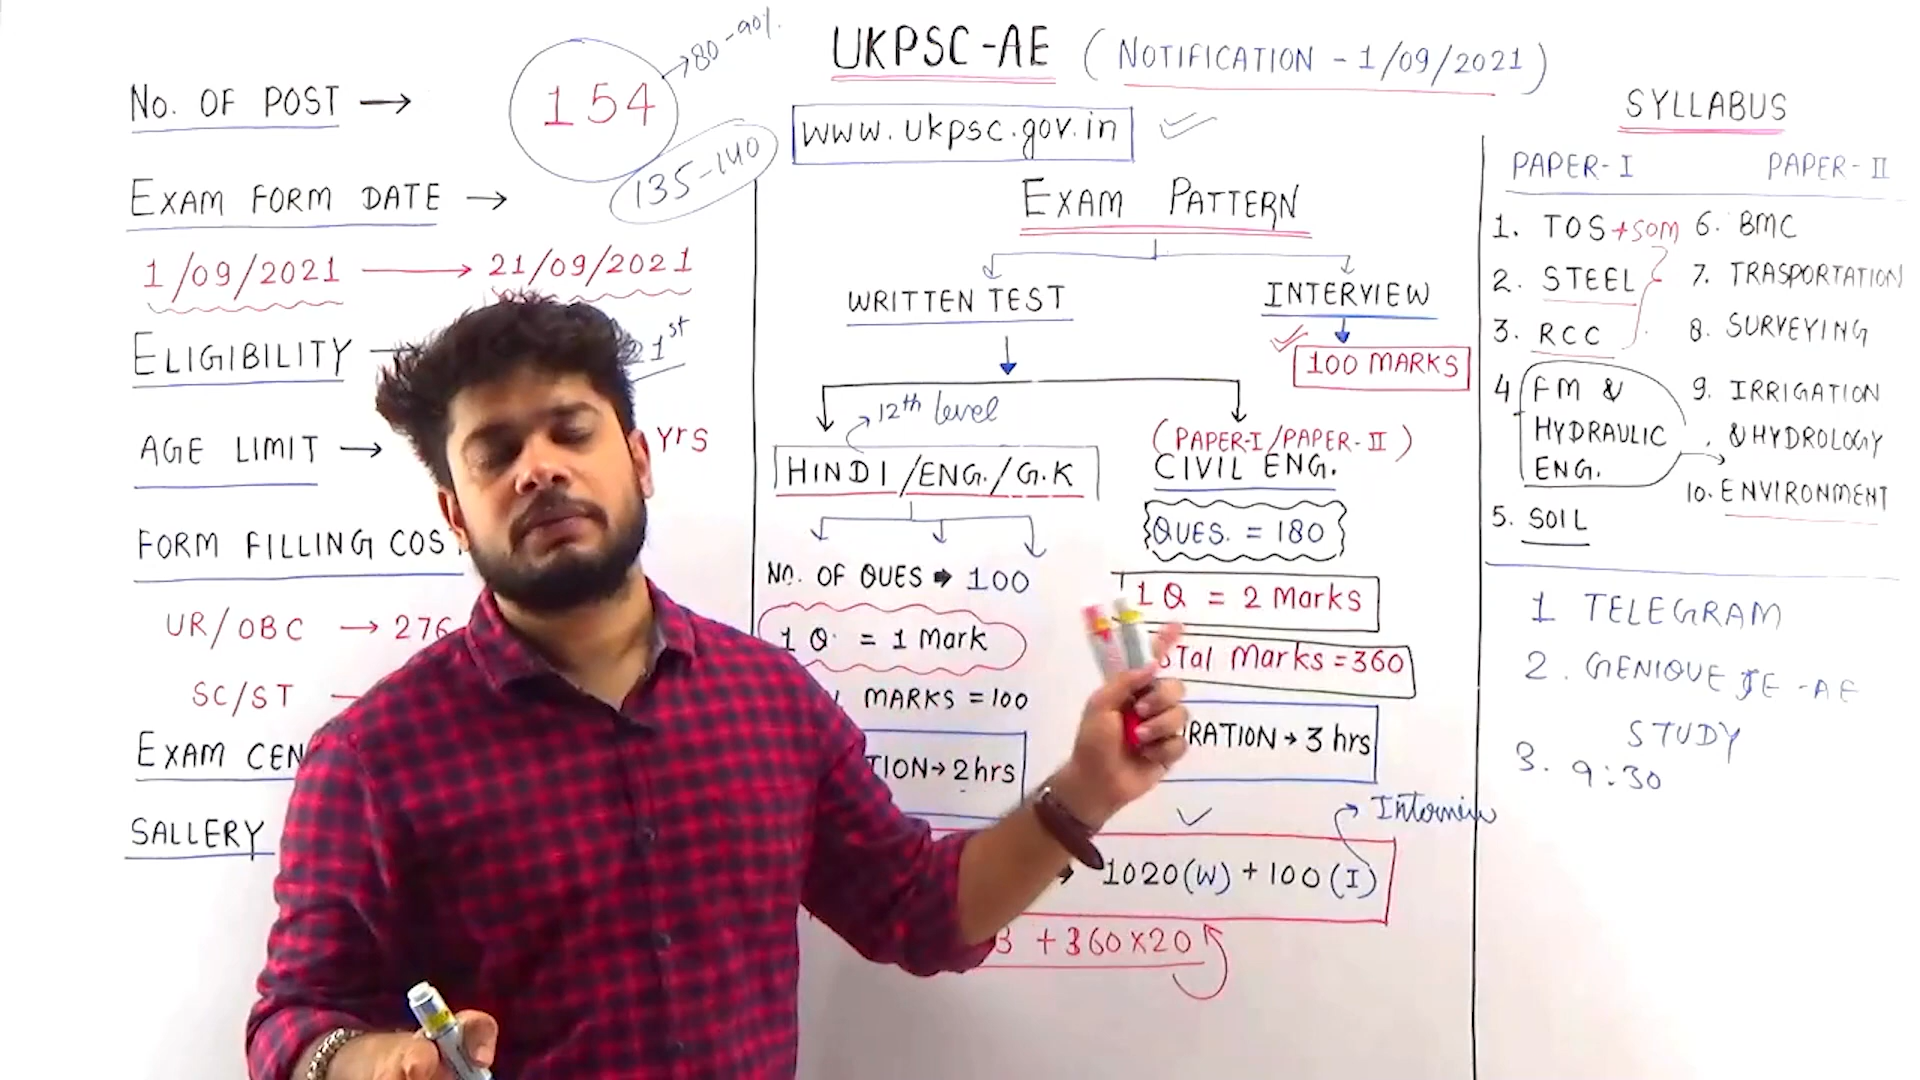 UKPSC-AE (NOTIFICATION - 1/09/2021)
www.ukpsc.gov.in
NO. OF POST → 154
80-90%.
135-140
EXAM FORM DATE →
1/09/2021 → 21/09/2021
ELIGIBILITY → 1st
AGE LIMIT → yrs
FORM FILLING COS
UR/OBC → 276
SC/ST
EXAM CEN
SALLERY
EXAM PATTERN
WRITTEN TEST
INTERVIEW
100 MARKS
12th level
HINDI/ENG./G.K
NO. OF QUES → 100
1 Q = 1 Mark
MARKS = 100
TION → 2hrs
(PAPER-I/PAPER-II)
CIVIL ENG.
QUES. = 180
1 Q = 2 Marks
Total Marks = 360
RATION → 3 hrs
→ Interview
→ 1020(W) + 100(I)
3 + 360x20
SYLLABUS
PAPER-I
1. TOS+SOM
2. STEEL
3. RCC
4 FM &
HYDRAULIC
ENG.
5. SOIL
PAPER-II
6. BMC
7. TRASPORTATION
8. SURVEYING
9. IRRIGATION
& HYDROLOGY
10. ENVIRONMENT
1 TELEGRAM
2. GENIQUE JE-AE
STUDY
3. 9:30